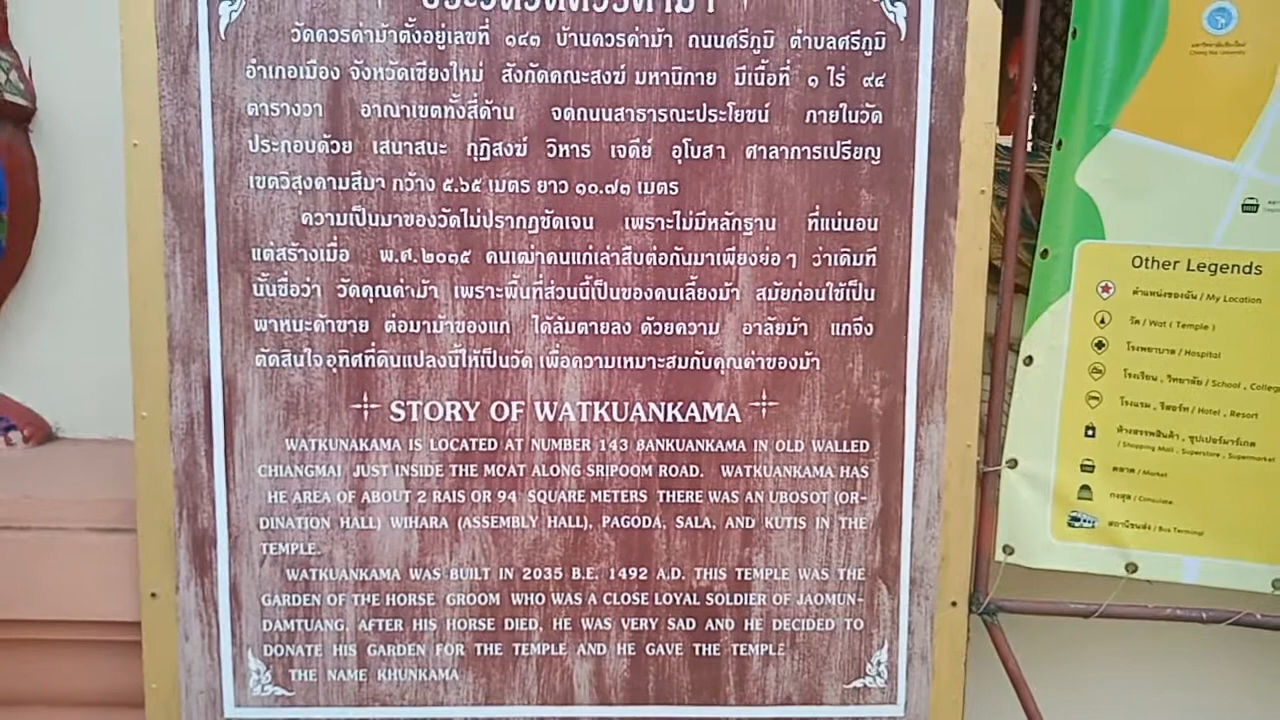 วัดควรค่าม้าตั้งอยู่เลขที่ ๑๔๓ บ้านควรค่าม้า ถนนศรีภูมิ ตำบลศรีภูมิ
อำเภอเมือง จังหวัดเชียงใหม่ สังกัดคณะสงฆ์ มหานิกาย มีเนื้อที่ ๑ ไร่ ๙๔
ตารางวา อาณาเขตทั้งสี่ด้าน จดถนนสาธารณะประโยชน์ ภายในวัด
ประกอบด้วย เสนาสนะ กุฏิสงฆ์ วิหาร เจดีย์ อุโบสา ศาลาการเปรียญ
เขตวิสุงคามสีมา กว้าง ๕.๖๕ เมตร ยาว ๑๐.๗๓ เมตร
ความเป็นมาของวัดไม่ปรากฏชัดเจน เพราะไม่มีหลักฐาน ที่แน่นอน
แต่สร้างเมื่อ พ.ศ.๒๐๓๕ คนเฒ่าคนแก่เล่าสืบต่อกันมาเพียงย่อๆ ว่าเดิมที
นั้นชื่อว่า วัดคุณค่าม้า เพราะพื้นที่ส่วนนี้เป็นของคนเลี้ยงม้า สมัยก่อนใช้เป็น
พาหนะค้าขาย ต่อมาม้าของแก ได้ล้มตายลง ด้วยความ อาลัยม้า แกจึง
ตัดสินใจอุทิศที่ดินแปลงนี้ให้เป็นวัด เพื่อความเหมาะสมกับคุณค่าของม้า
STORY OF WATKUANKAMA
WATKUNAKAMA IS LOCATED AT NUMBER 143 BANKUANKAMA IN OLD WALLED
CHIANGMAI JUST INSIDE THE MOAT ALONG SRIPOOM ROAD. WATKUANKAMA HAS
HE AREA OF ABOUT 2 RAIS OR 94 SQUARE METERS THERE WAS AN UBOSOT (OR-
DINATION HALL) WIHARA (ASSEMBLY HALL), PAGODA, SALA, AND KUTIS IN THE
TEMPLE.
WATKUANKAMA WAS BUILT IN 2035 B.E. 1492 A.D. THIS TEMPLE WAS THE
GARDEN OF THE HORSE GROOM WHO WAS A CLOSE LOYAL SOLDIER OF JAOMUN-
DAMTUANG. AFTER HIS HORSE DIED, HE WAS VERY SAD AND HE DECIDED TO
DONATE HIS GARDEN FOR THE TEMPLE AND HE GAVE THE TEMPLE
THE NAME KHUNKAMA
มหาวิทยาลัยเชียงใหม่
Chiang Mai University
Other Legends
ตำแหน่งของฉัน / My Location
วัด / Wat ( Temple )
โรงพยาบาล / Hospital
โรงเรียน , วิทยาลัย / School , College
โรงแรม , รีสอร์ท / Hotel , Resort
ห้างสรรพสินค้า , ซุปเปอร์มาร์เกต
/ Shopping Mall , Superstore , Supermarket
ตลาด / Market
กงสุล / Consulate
สถานีขนส่ง / Bus Terminal